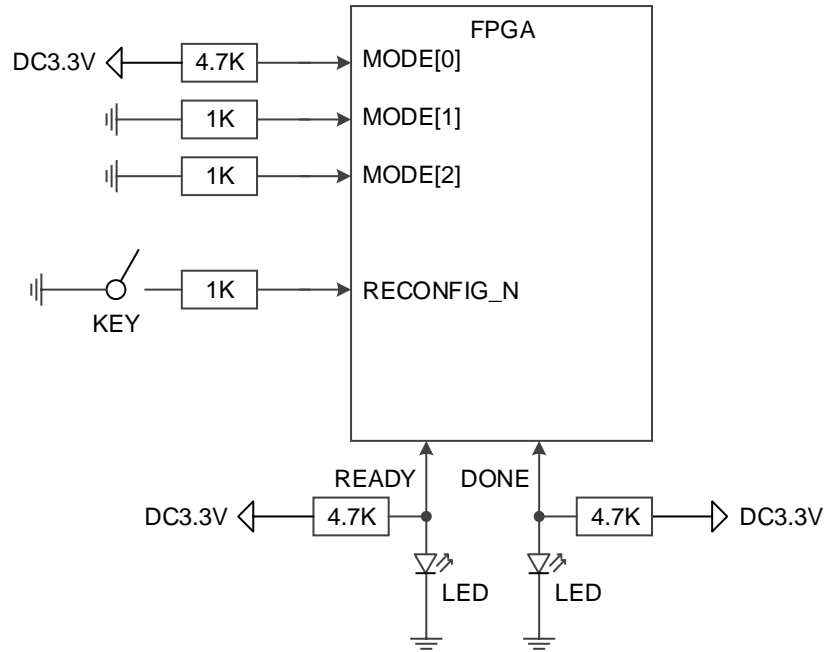 FPGA
DC3.3V
4.7K
MODE[0]
1K
MODE[1]
1K
MODE[2]
1K
RECONFIG_N
KEY
READY
DONE
DC3.3V
4.7K
4.7K
DC3.3V
LED
LED